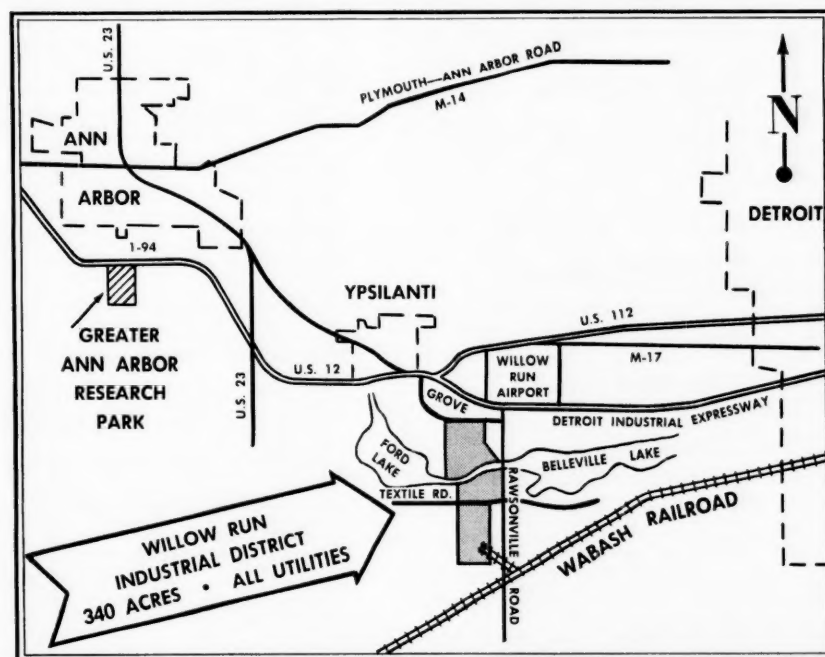 U.S. 23
PLYMOUTH—ANN ARBOR ROAD
M-14
N
ANN
ARBOR
DETROIT
1-94
YPSILANTI
U.S. 112
GREATER
ANN ARBOR
RESEARCH
PARK
U.S. 23
U.S. 12
WILLOW
RUN
AIRPORT
M-17
GROVE
DETROIT INDUSTRIAL EXPRESSWAY
FORD
LAKE
BELLEVILLE LAKE
TEXTILE RD.
RAWSONVILLE ROAD
WABASH RAILROAD
WILLOW RUN
INDUSTRIAL DISTRICT
340 ACRES • ALL UTILITIES